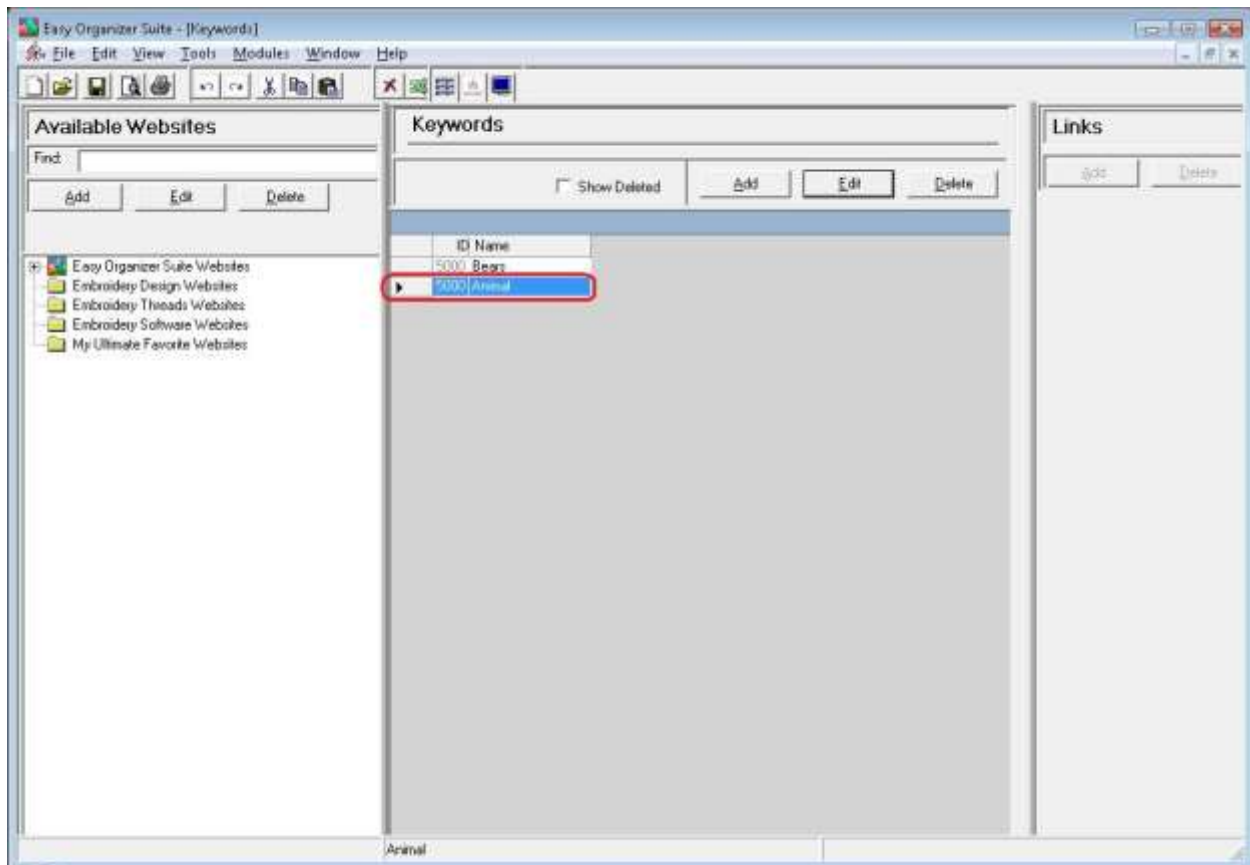 Easy Organizer Suite - [Keywords]
File Edit View Tools Modules Window Help
Available Websites
Find:
Add Edit Delete
Easy Organizer Suite Websites
Embroidery Design Websites
Embroidery Threads Websites
Embroidery Software Websites
My Ultimate Favorite Websites
Keywords
Show Deleted Add Edit Delete
ID Name
5000 Bears
5000 Animal
Links
Add Delete
Animal